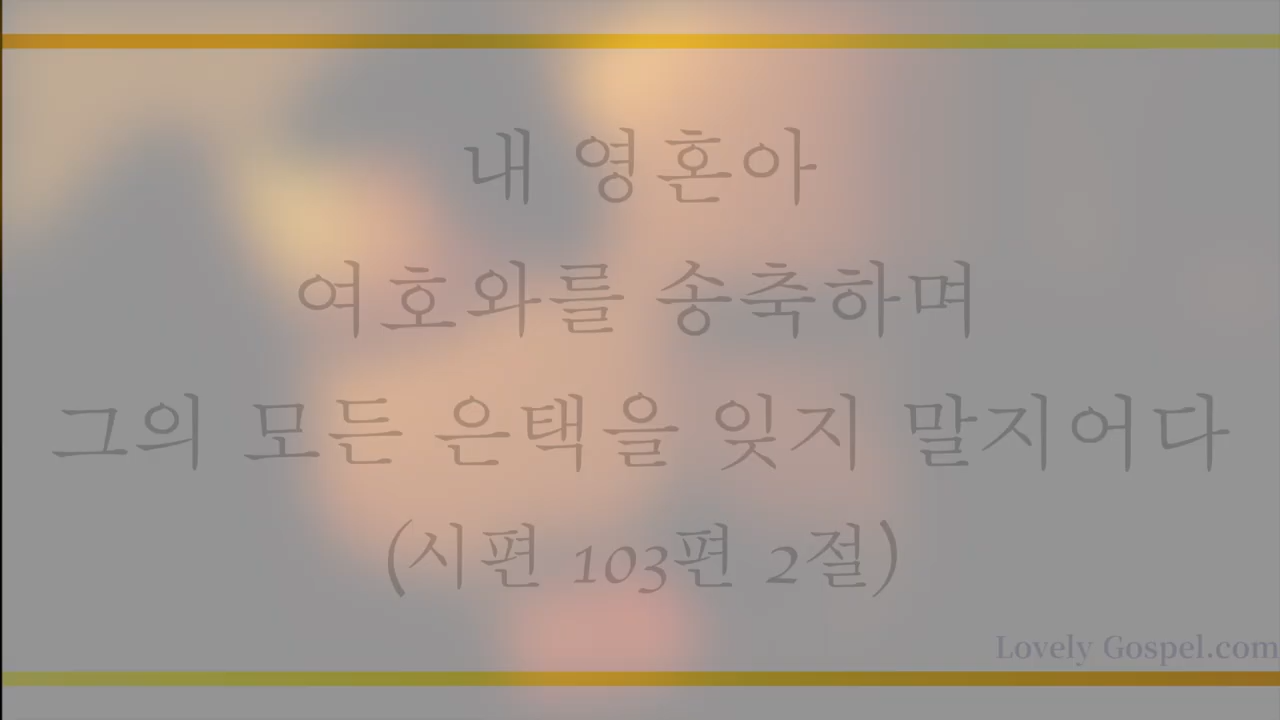 내 영혼아
여호와를 송축하며
그의 모든 은택을 잊지 말지어다
(시편 103편 2절)
Lovely Gospel.com